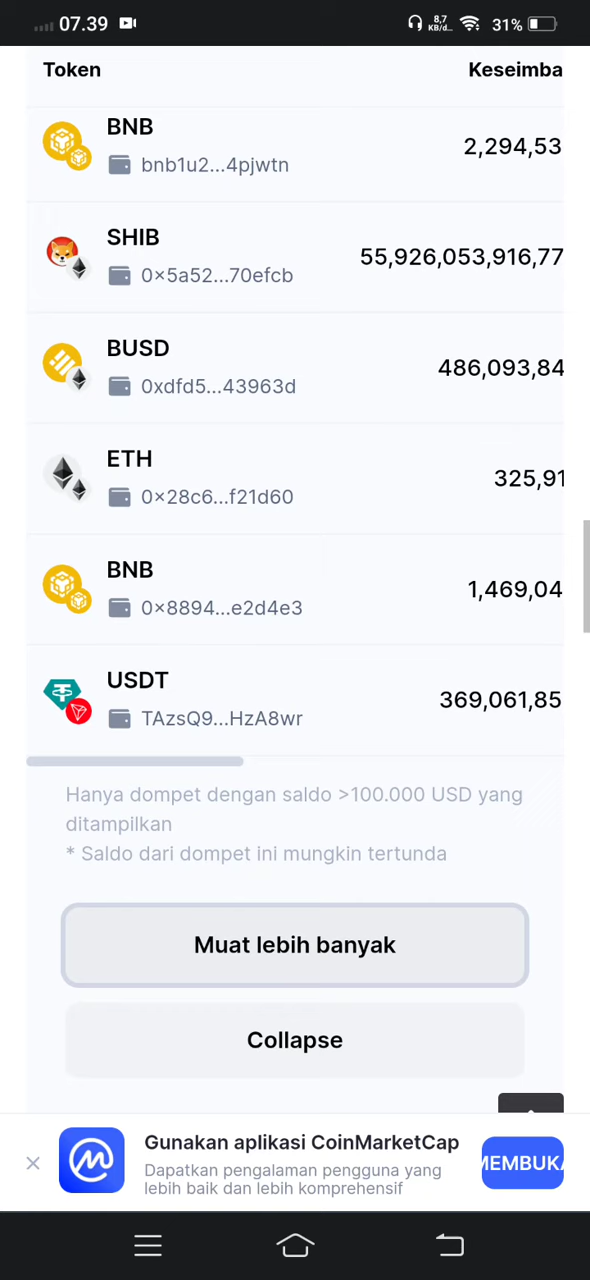 07.39 8,7 KB/d... 31%
Token Keseimba
BNB
bnb1u2...4pjwtn
2,294,53
SHIB
0x5a52...70efcb
55,926,053,916,77
BUSD
0xdfd5...43963d
486,093,84
ETH
0x28c6...f21d60
325,91
BNB
0x8894...e2d4e3
1,469,04
USDT
TAzsQ9...HzA8wr
369,061,85
Hanya dompet dengan saldo >100.000 USD yang
ditampilkan
* Saldo dari dompet ini mungkin tertunda
Muat lebih banyak
Collapse
Gunakan aplikasi CoinMarketCap
Dapatkan pengalaman pengguna yang
lebih baik dan lebih komprehensif
MEMBUKA